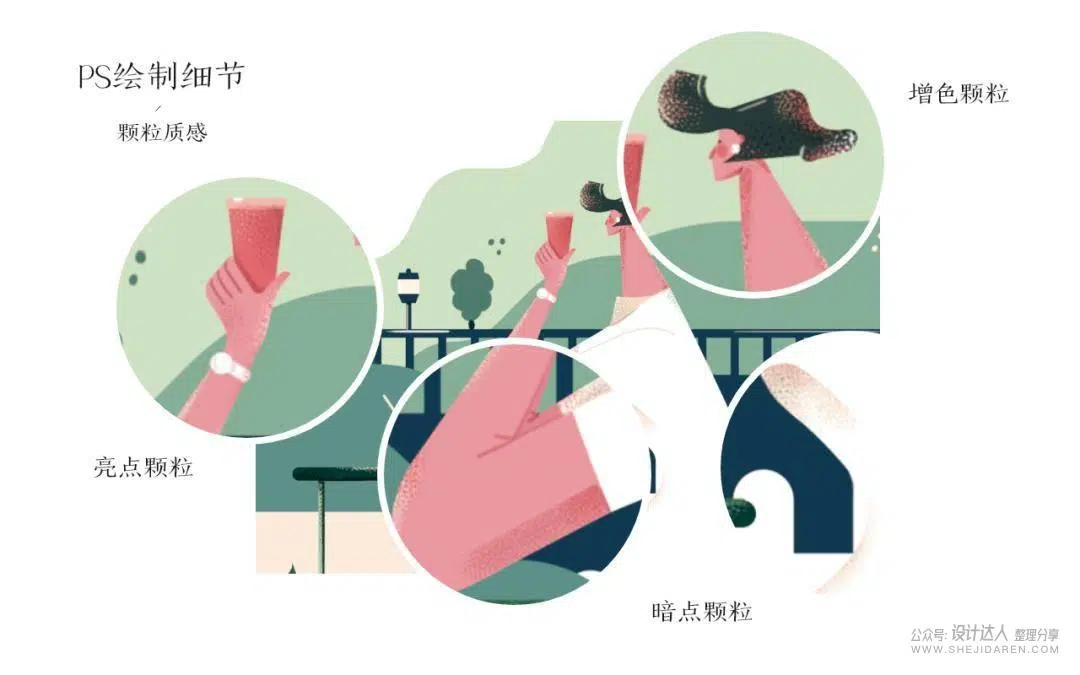 PS绘制细节
颗粒质感
增色颗粒
亮点颗粒
暗点颗粒
公众号: 设计达人 整理分享
WWW.SHEJIDAREN.COM